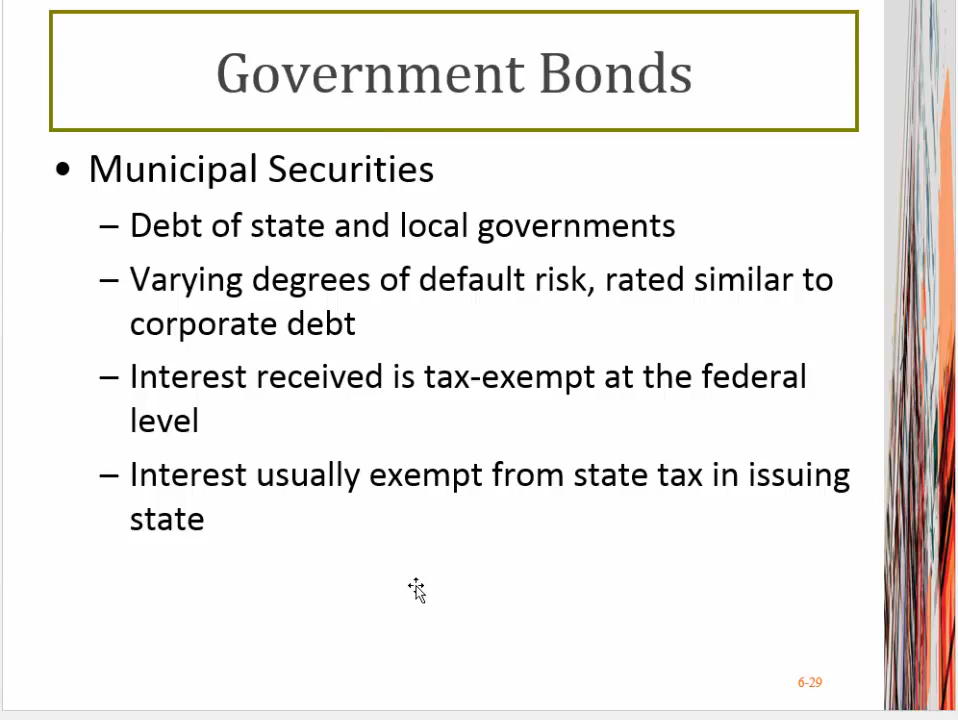 Government Bonds
• Municipal Securities
– Debt of state and local governments
– Varying degrees of default risk, rated similar to
corporate debt
– Interest received is tax-exempt at the federal
level
– Interest usually exempt from state tax in issuing
state
6-29